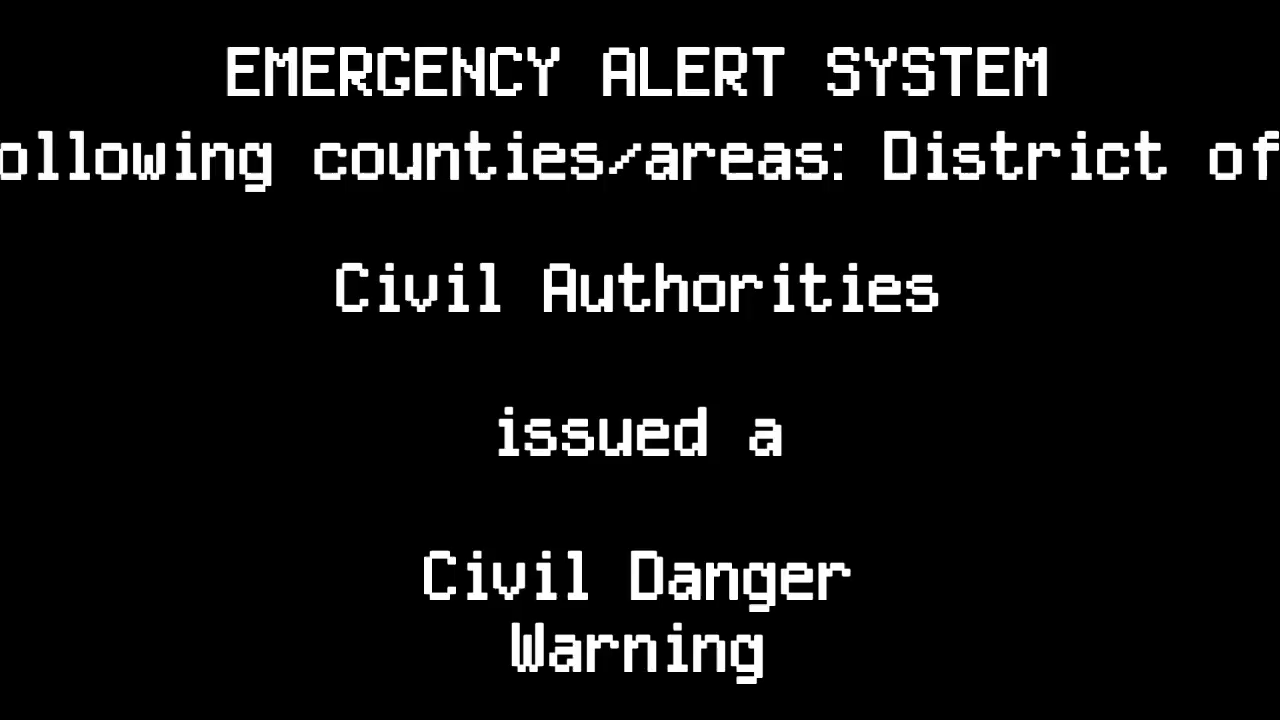 EMERGENCY ALERT SYSTEM
ollowing counties/areas: District of
Civil Authorities
issued a
Civil Danger
Warning